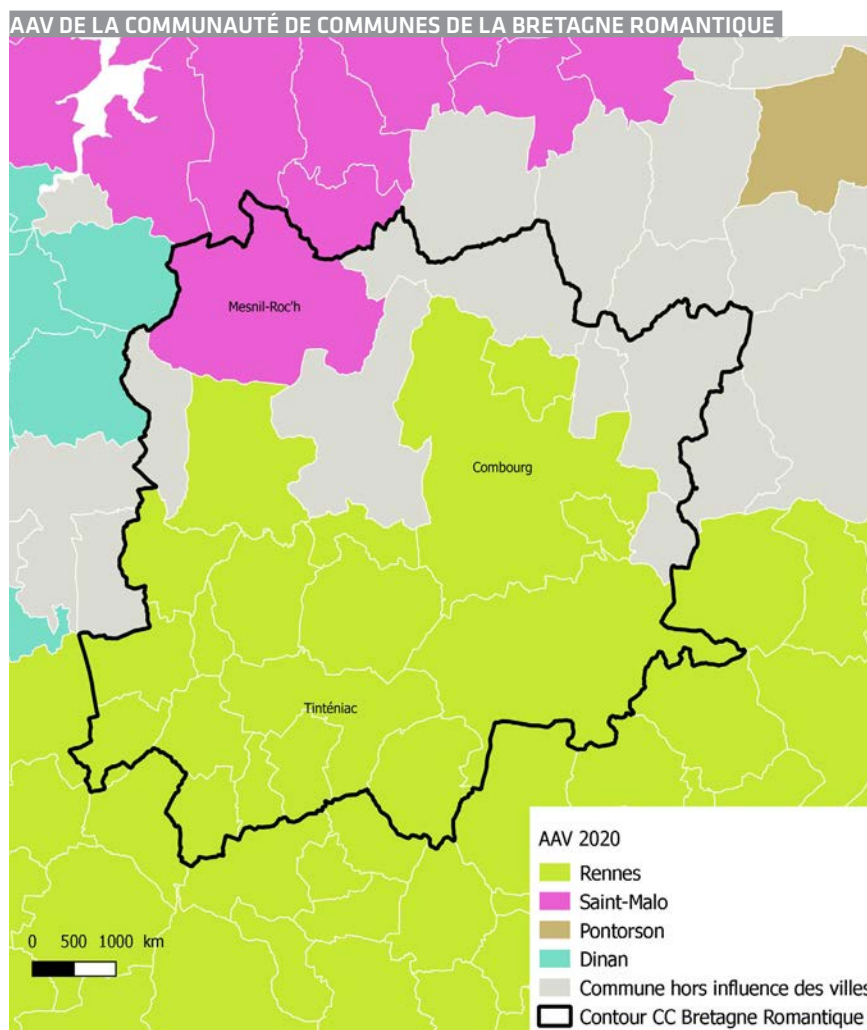 AAV DE LA COMMUNAUTÉ DE COMMUNES DE LA BRETAGNE ROMANTIQUE
Mesnil-Roc'h
Combourg
Tinténiac
AAV 2020
Rennes
Saint-Malo
Pontorson
Dinan
Commune hors influence des villes
Contour CC Bretagne Romantique
0 500 1000 km